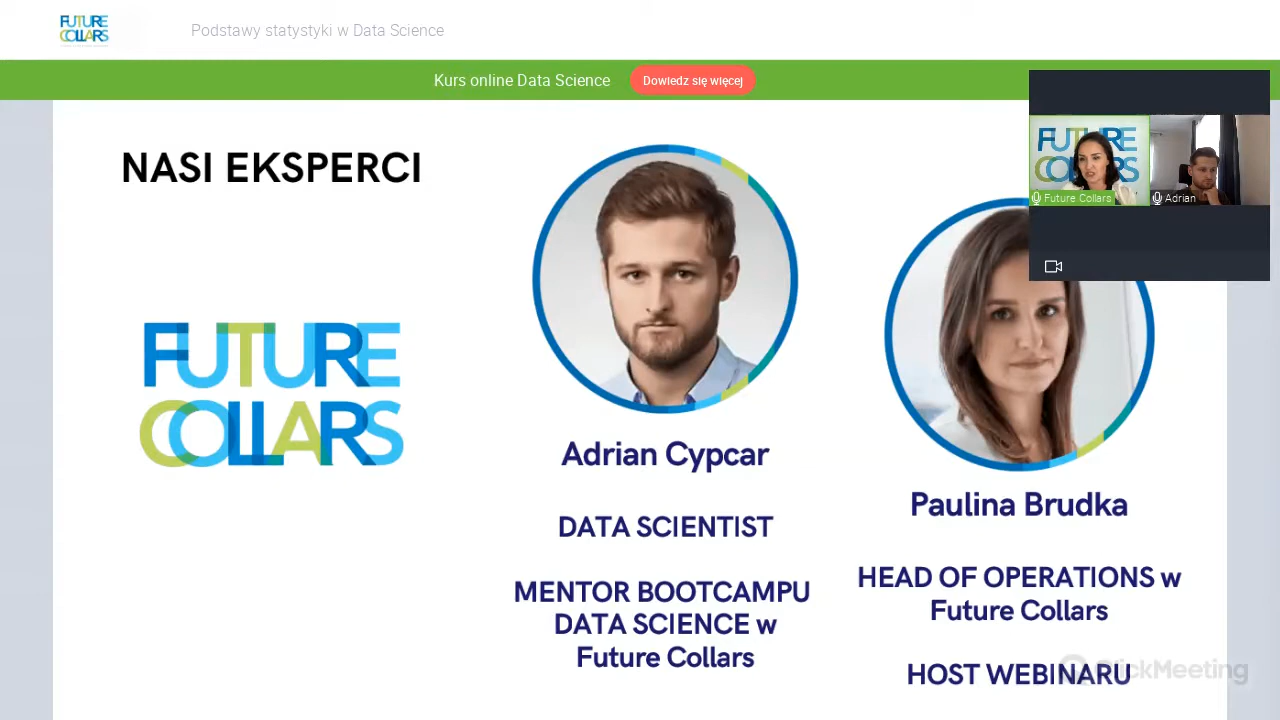 FUTURE
COLLARS
Podstawy statystyki w Data Science
Kurs online Data Science
Dowiedz się więcej
FUTURE
COLLARS
Future Collars
Adrian
NASI EKSPERCI
FUTURE
COLLARS
Adrian Cypcar
DATA SCIENTIST
MENTOR BOOTCAMPU
DATA SCIENCE w
Future Collars
Paulina Brudka
HEAD OF OPERATIONS w
Future Collars
HOST WEBINARU
ClickMeeting